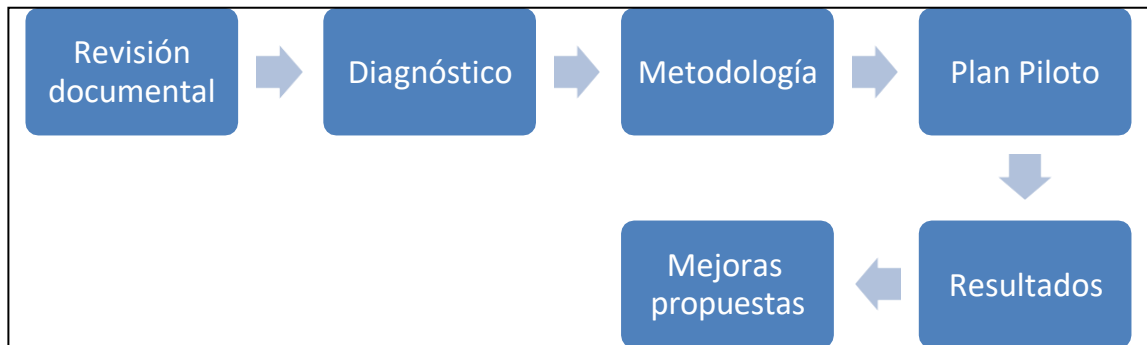 Revisión
documental
Diagnóstico
Metodología
Plan Piloto
Resultados
Mejoras
propuestas